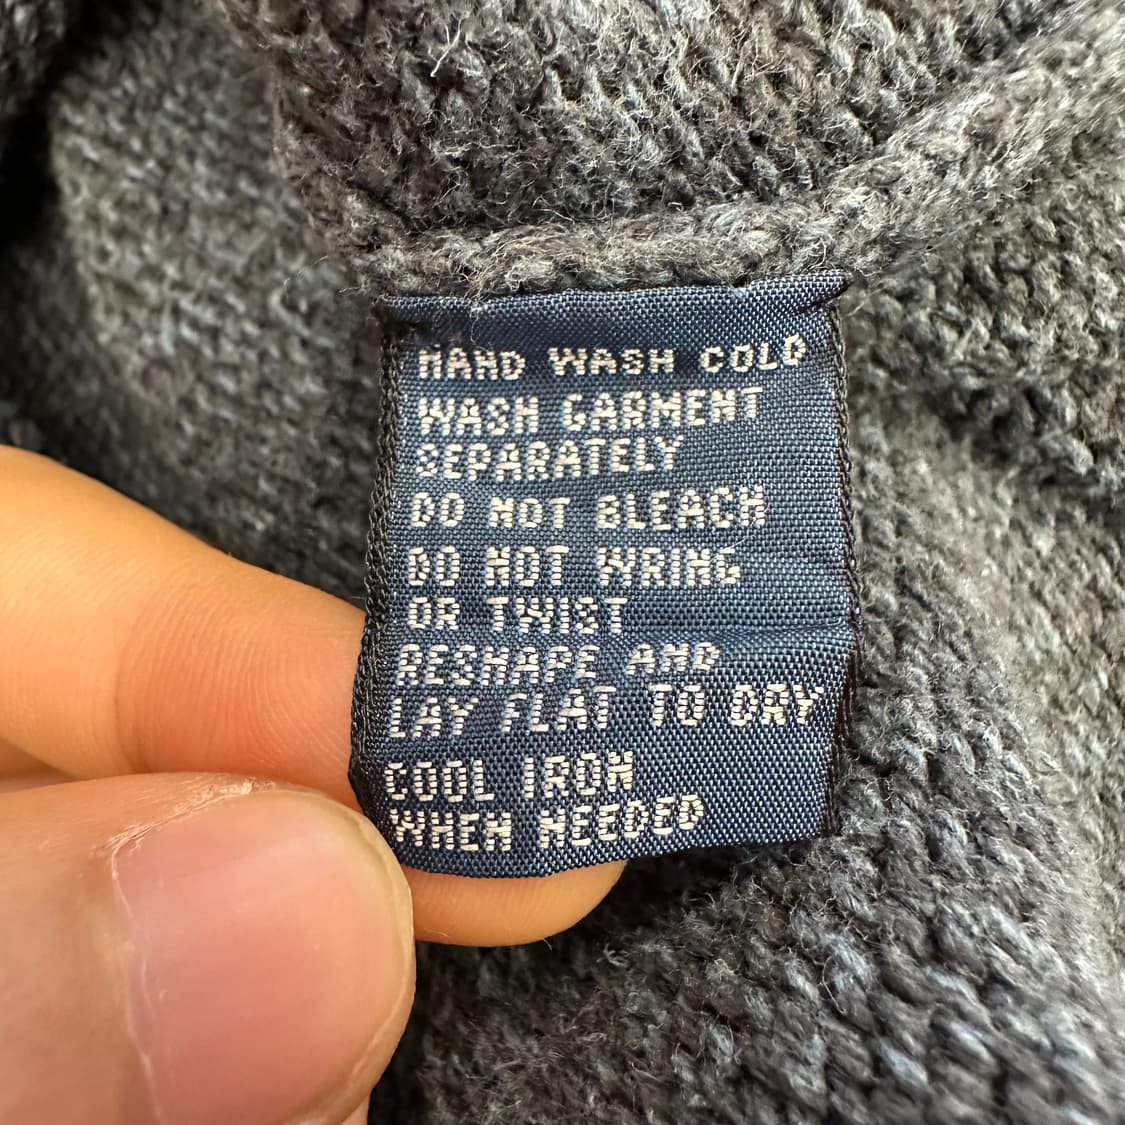 HAND WASH COLD
WASH GARMENT
SEPARATELY
DO NOT BLEACH
DO NOT WRING
OR TWIST
RESHAPE AND
LAY FLAT TO DRY
COOL IRON
WHEN NEEDED